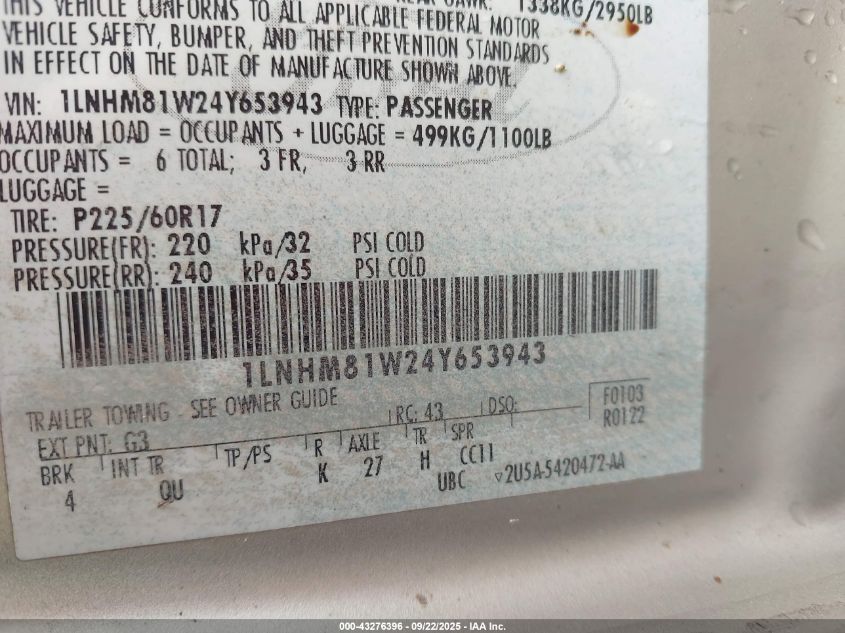 1338KG/2950LB
THIS VEHICLE CONFORMS TO ALL APPLICABLE FEDERAL MOTOR
VEHICLE SAFETY, BUMPER, AND THEFT PREVENTION STANDARDS
IN EFFECT ON THE DATE OF MANUFACTURE SHOWN ABOVE.
VIN: 1LNHM81W24Y653943 TYPE: PASSENGER
MAXIMUM LOAD = OCCUPANTS + LUGGAGE = 499KG/1100LB
OCCUPANTS = 6 TOTAL; 3 FR, 3 RR
LUGGAGE =
TIRE: P225/60R17
PRESSURE(FR): 220 kPa/32 PSI COLD
PRESSURE(RR): 240 kPa/35 PSI COLD
1LNHM81W24Y653943
TRAILER TOWING - SEE OWNER GUIDE
EXT PNT: G3 RC: 43 DSO: F0103
R0122
BRK INT TR TP/PS R AXLE TR SPR
4 QU K 27 H CC11
UBC ▽2U5A-5420472-AA
000-43276396 - 09/22/2025 - IAA Inc.